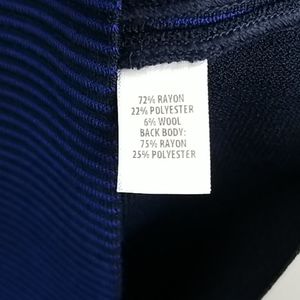 72% RAYON
22% POLYESTER
6% WOOL
BACK BODY:
75% RAYON
25% POLYESTER